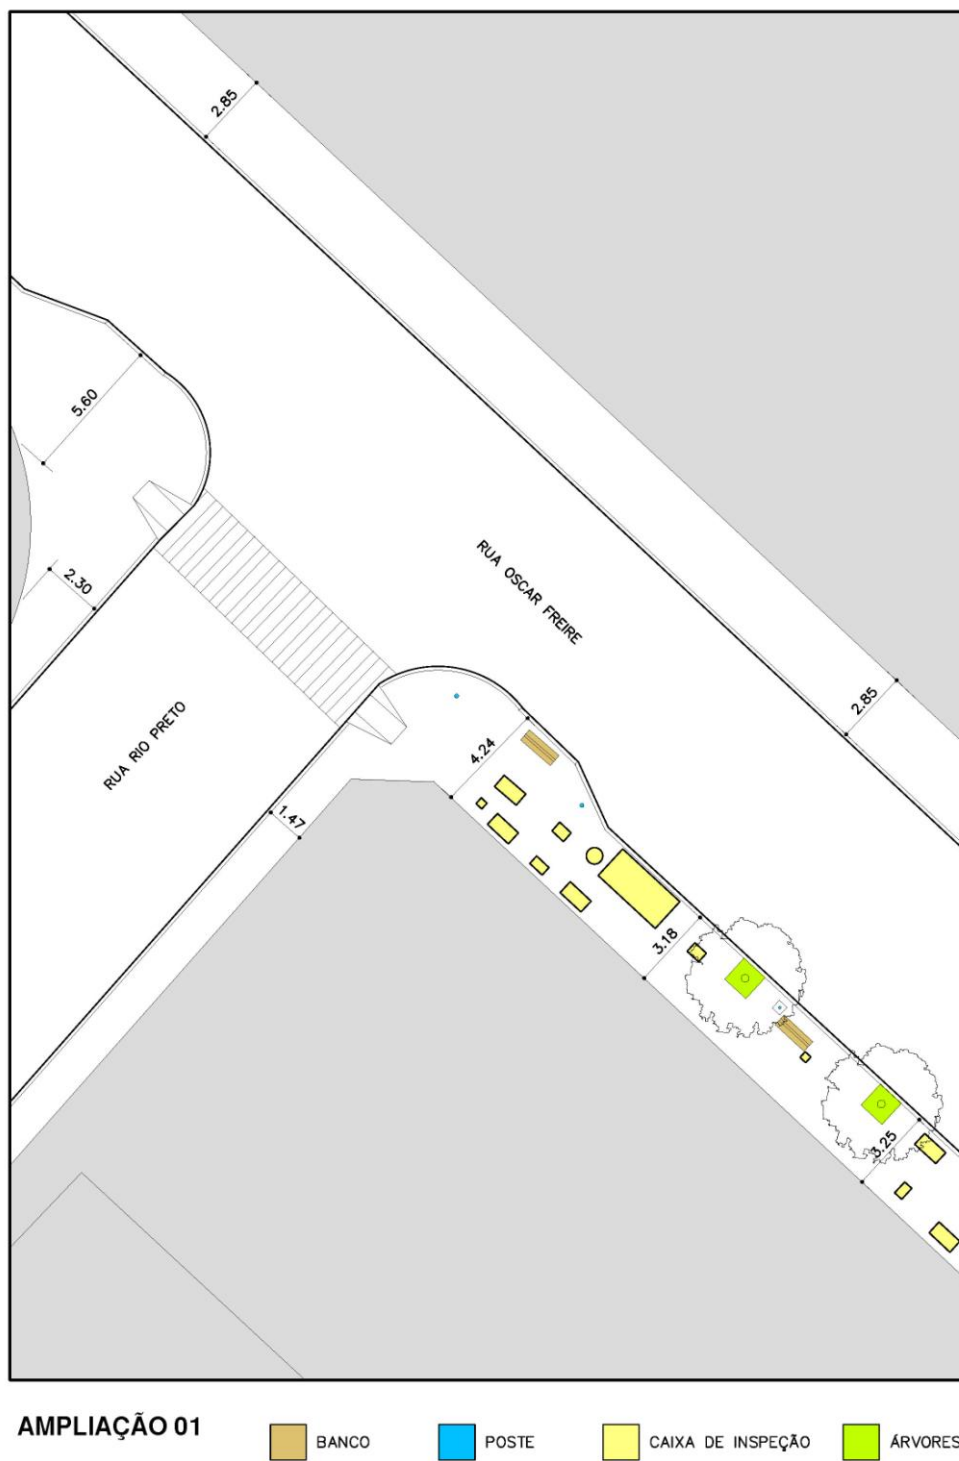 2.85
5.60
2.30
RUA OSCAR FREIRE
RUA RIO PRETO
2.85
4.24
1.47
3.18
3.25
AMPLIAÇÃO 01
BANCO
POSTE
CAIXA DE INSPEÇÃO
ÁRVORES